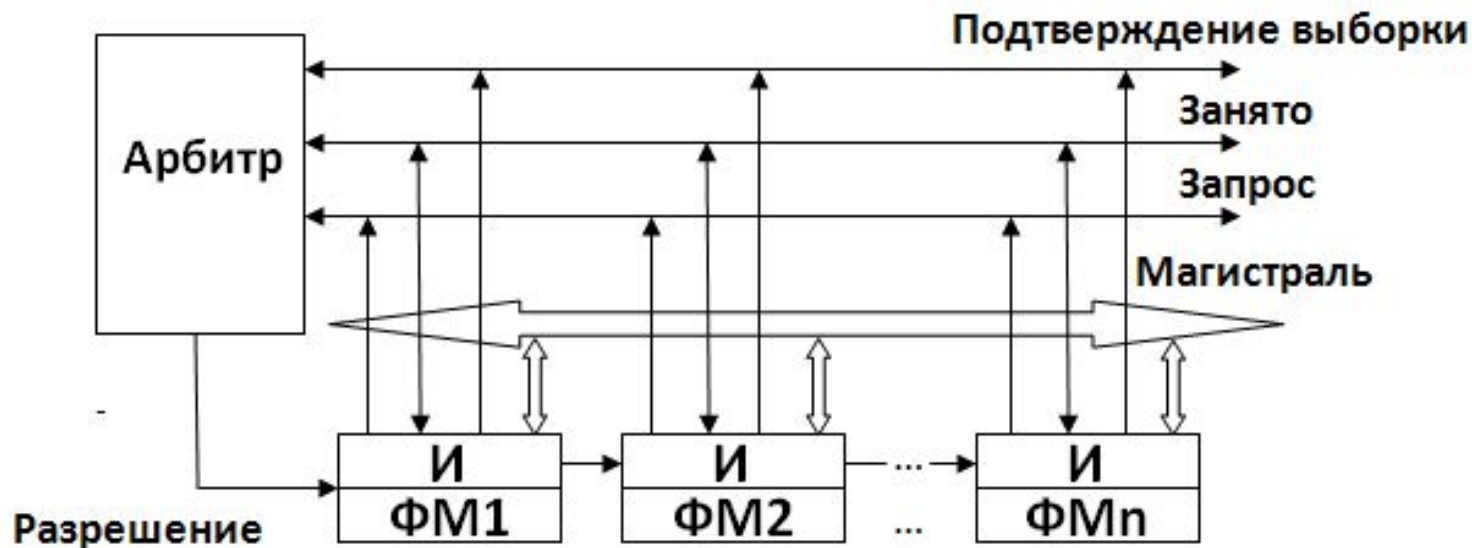 Подтверждение выборки
Занято
Арбитр
Запрос
Магистраль
-
И И ... И
ФМ1 ФМ2 ... ФМn
Разрешение